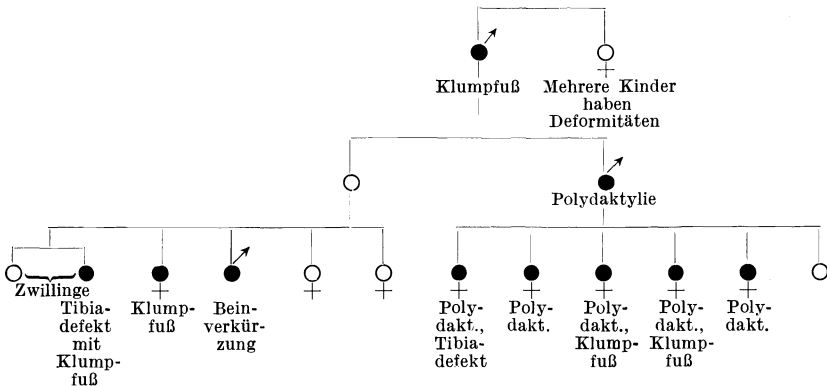 Klumpfuß
Mehrere Kinder
haben
Deformitäten
Polydaktylie
Zwillinge
Tibia-
defekt
mit
Klump-
fuß
Klump-
fuß
Bein-
verkür-
zung
Poly-
dakt.,
Tibia-
defekt
Poly-
dakt.
Poly-
dakt.,
Klump-
fuß
Poly-
dakt.,
Klump-
fuß
Poly-
dakt.